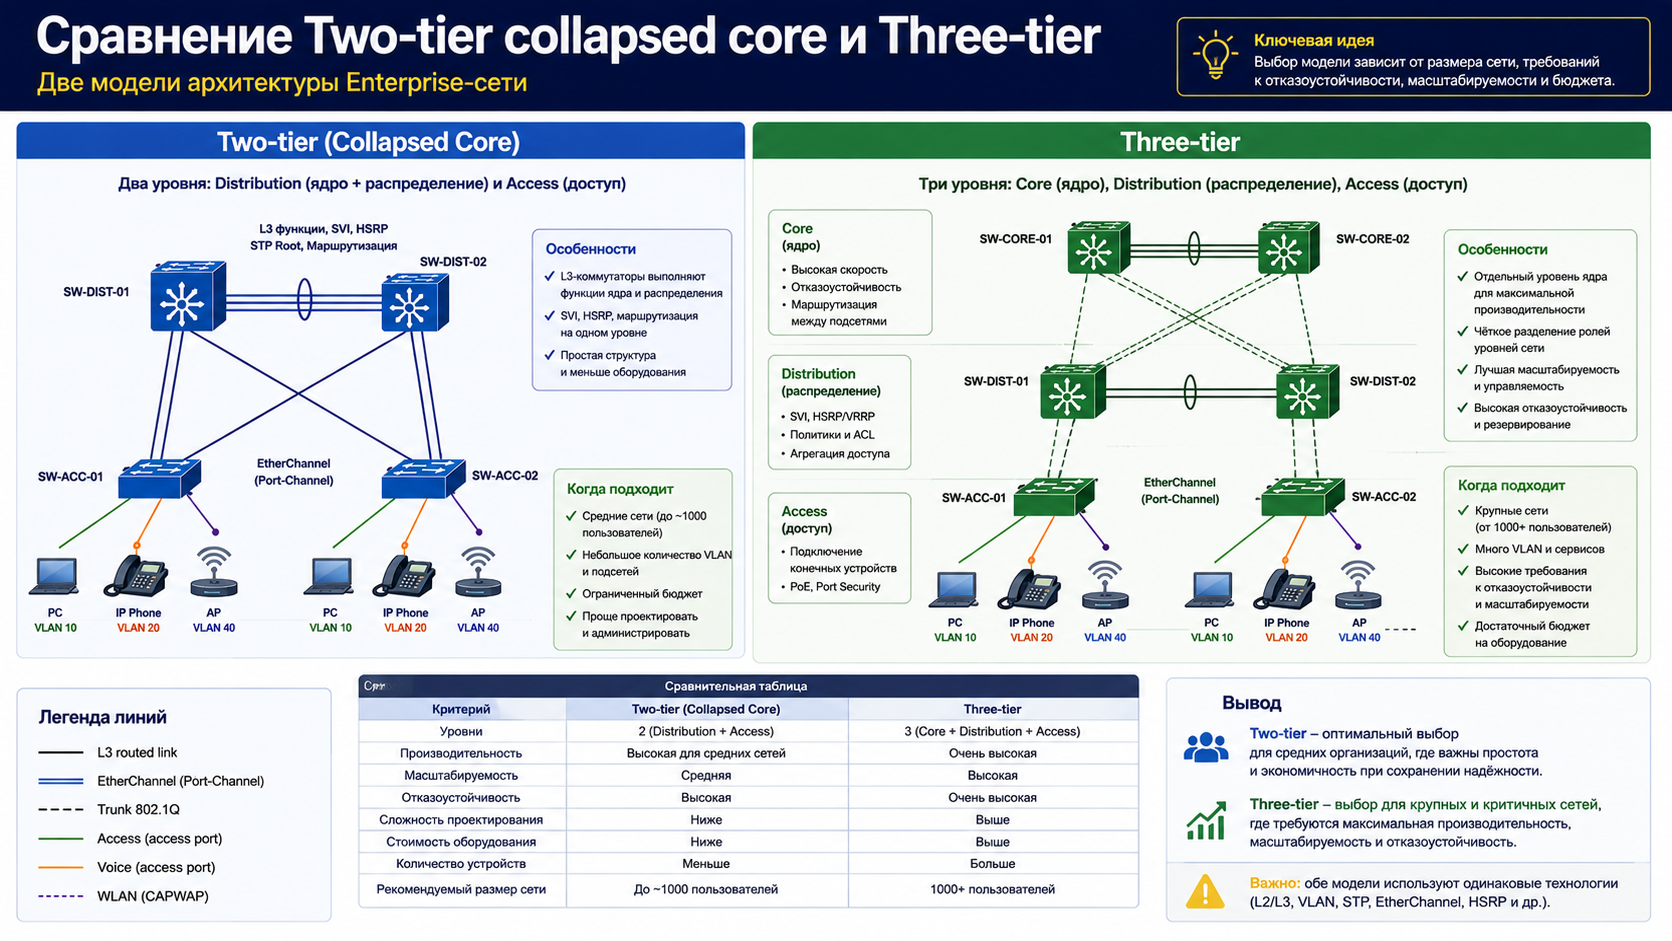 Сравнение Two-tier collapsed core и Three-tier
Две модели архитектуры Enterprise-сети
Ключевая идея
Выбор модели зависит от размера сети, требований
к отказоустойчивости, масштабируемости и бюджета.
Two-tier (Collapsed Core)
Два уровня: Distribution (ядро + распределение) и Access (доступ)
L3 функции, SVI, HSRP
STP Root, Маршрутизация
SW-DIST-01
SW-DIST-02
Особенности
L3-коммутаторы выполняют
функции ядра и распределения
SVI, HSRP, маршрутизация
на одном уровне
Простая структура
и меньше оборудования
SW-ACC-01
EtherChannel
(Port-Channel)
SW-ACC-02
Когда подходит
Средние сети (до ~1000
пользователей)
Небольшое количество VLAN
и подсетей
Ограниченный бюджет
Проще проектировать
и администрировать
PC
VLAN 10
IP Phone
VLAN 20
AP
VLAN 40
PC
VLAN 10
IP Phone
VLAN 20
AP
VLAN 40
Three-tier
Три уровня: Core (ядро), Distribution (распределение), Access (доступ)
Core
(ядро)
• Высокая скорость
• Отказоустойчивость
• Маршрутизация
между подсетями
SW-CORE-01
SW-CORE-02
Distribution
(распределение)
• SVI, HSRP/VRRP
• Политики и ACL
• Агрегация доступа
SW-DIST-01
SW-DIST-02
Access
(доступ)
• Подключение
конечных устройств
• PoE, Port Security
SW-ACC-01
EtherChannel
(Port-Channel)
SW-ACC-02
PC
VLAN 10
IP Phone
VLAN 20
AP
VLAN 40
PC
VLAN 10
IP Phone
VLAN 20
AP
VLAN 40
Особенности
Отдельный уровень ядра
для максимальной
производительности
Чёткое разделение ролей
уровней сети
Лучшая масштабируемость
и управляемость
Высокая отказоустойчивость
и резервирование
Когда подходит
Крупные сети
(от 1000+ пользователей)
Много VLAN и сервисов
Высокие требования
к отказоустойчивости
и масштабируемости
Достаточный бюджет
на оборудование
Легенда линий
L3 routed link
EtherChannel (Port-Channel)
Trunk 802.1Q
Access (access port)
Voice (access port)
WLAN (CAPWAP)
Сравнительная таблица
Критерий Two-tier (Collapsed Core) Three-tier
Уровни 2 (Distribution + Access) 3 (Core + Distribution + Access)
Производительность Высокая для средних сетей Очень высокая
Масштабируемость Средняя Высокая
Отказоустойчивость Высокая Очень высокая
Сложность проектирования Ниже Выше
Стоимость оборудования Ниже Выше
Количество устройств Меньше Больше
Рекомендуемый размер сети До ~1000 пользователей 1000+ пользователей
Вывод
Two-tier – оптимальный выбор
для средних организаций, где важны простота
и экономичность при сохранении надёжности.
Three-tier – выбор для крупных и критичных сетей,
где требуются максимальная производительность,
масштабируемость и отказоустойчивость.
Важно: обе модели используют одинаковые технологии
(L2/L3, VLAN, STP, EtherChannel, HSRP и др.).